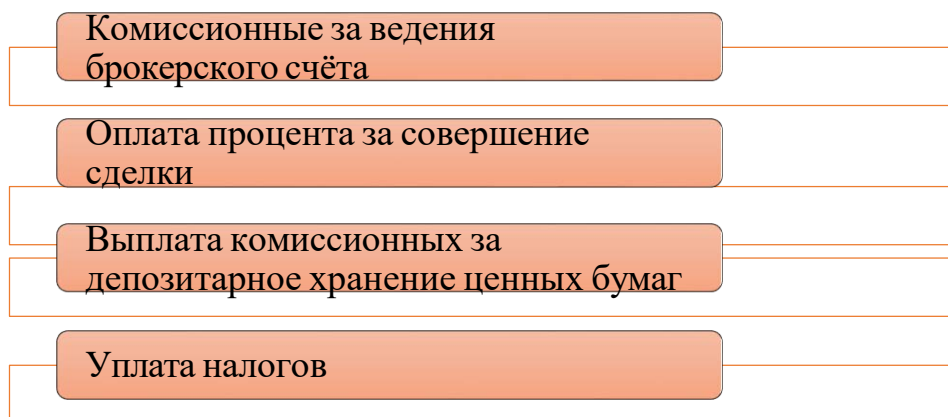 Комиссионные за ведения
брокерского счёта
Оплата процента за совершение
сделки
Выплата комиссионных за
депозитарное хранение ценных бумаг
Уплата налогов